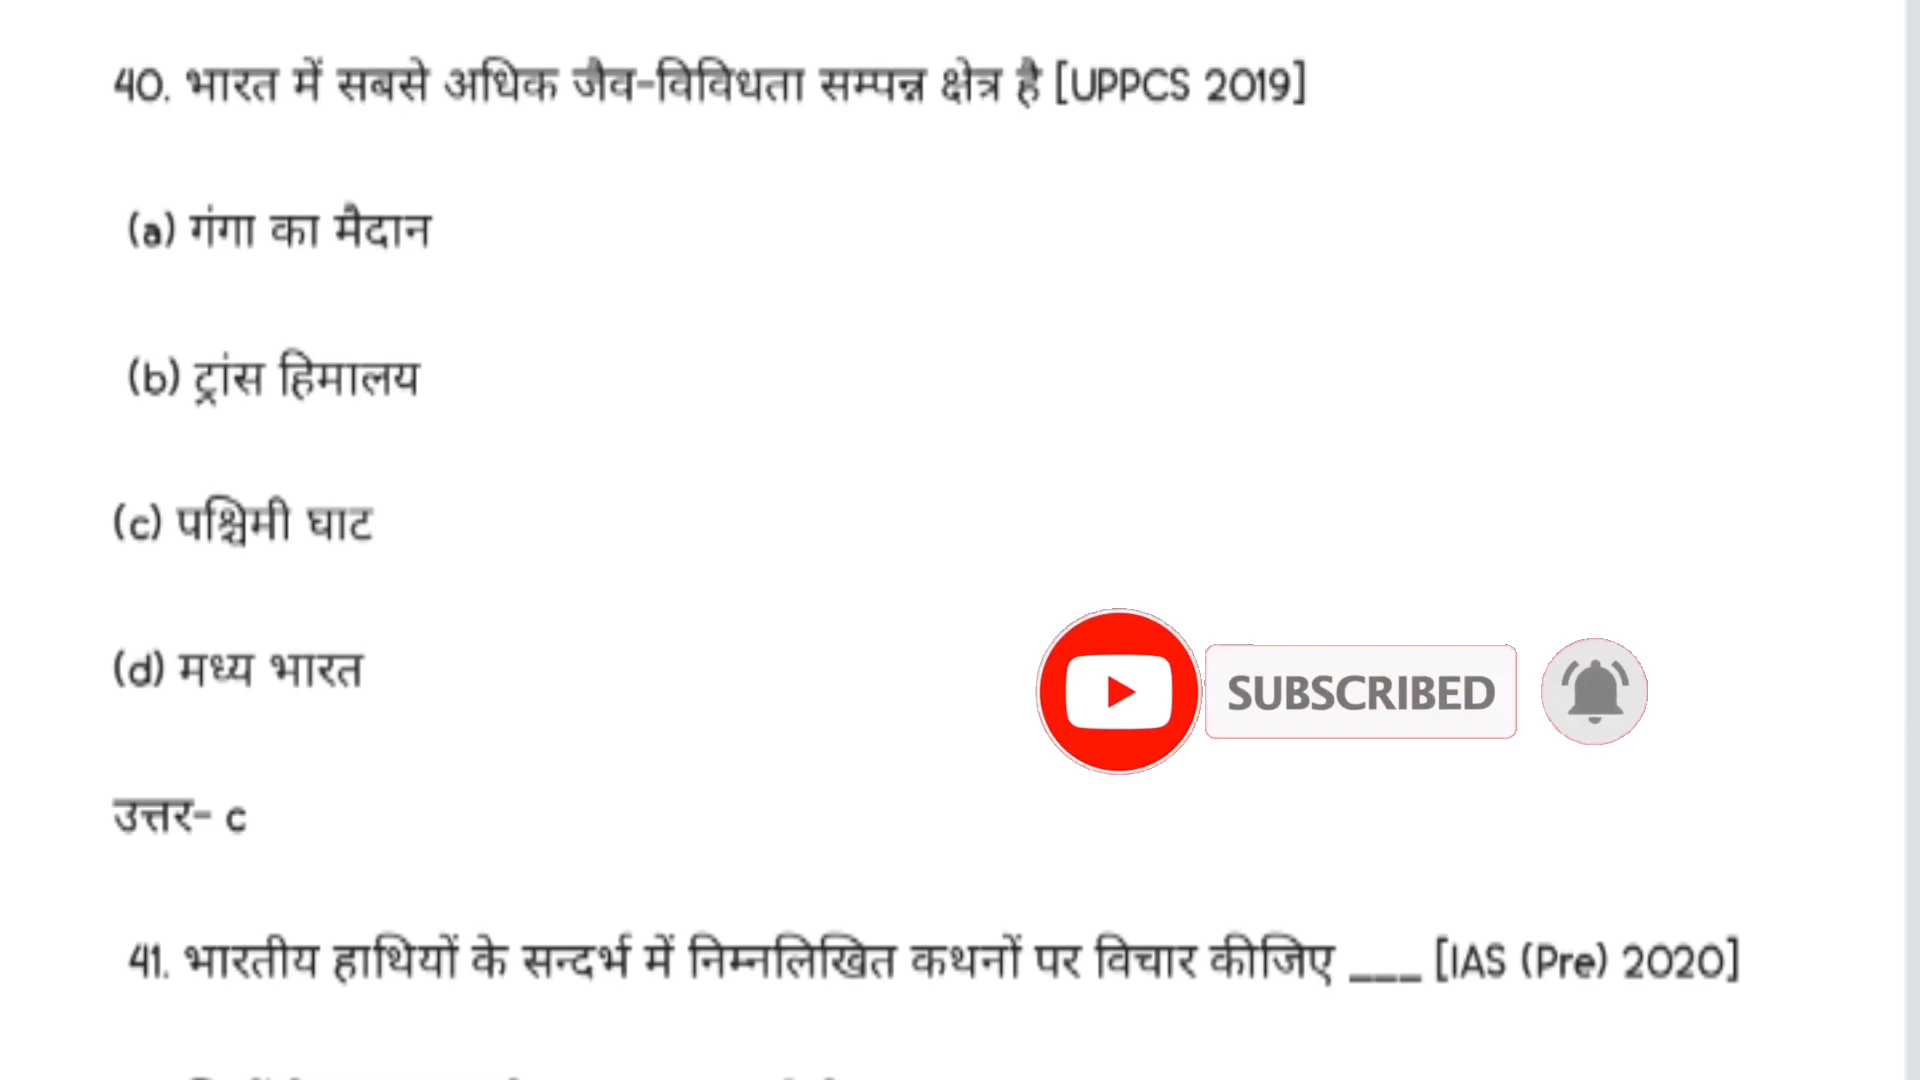 40. भारत में सबसे अधिक जैव-विविधता सम्पन्न क्षेत्र है [UPPCS 2019]
(a) गंगा का मैदान
(b) ट्रांस हिमालय
(c) पश्चिमी घाट
(d) मध्य भारत
SUBSCRIBED
उत्तर- c
41. भारतीय हाथियों के सन्दर्भ में निम्नलिखित कथनों पर विचार कीजिए ___ [IAS (Pre) 2020]